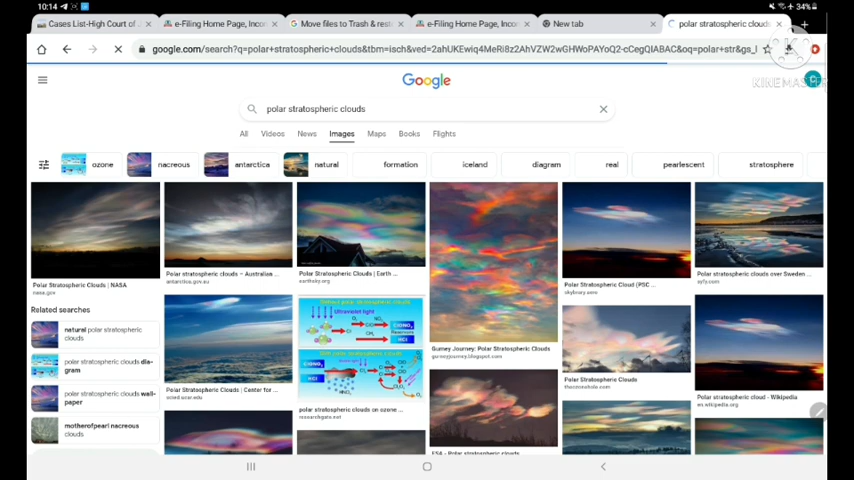 10:14
34%
Cases List-High Court of
e-Filing Home Page, Incor
Move files to Trash & rest
e-Filing Home Page, Incor
New tab
polar stratospheric clouds
google.com/search?q=polar+stratospheric+clouds&tbm=isch&ved=2ahUKEwiq4MeRi8z2AhVZW2wGHWoPAYoQ2-cCegQIABAC&oq=polar+str&gs_l
KINEMASTER
Google
polar stratospheric clouds
All Videos News Images Maps Books Flights
ozone nacreous antarctica natural formation iceland diagram real pearlescent stratosphere
Polar Stratospheric Clouds | NASA
nasa.gov
Polar stratospheric clouds – Australian ...
antarctica.gov.au
Polar Stratospheric Clouds | Earth ...
earthsky.org
Gurney Journey: Polar Stratospheric Clouds
gurneyjourney.blogspot.com
Polar Stratospheric Cloud (PSC ...
polar stratospheric clouds over Sweden ...
syfy.com
Related searches
natural polar stratospheric
clouds
polar stratospheric clouds dia-
gram
polar stratospheric clouds wall-
paper
motherofpearl nacreous
clouds
Polar Stratospheric Clouds | Center for ...
scied.ucar.edu
Ultraviolet light
polar stratospheric clouds on ozone ...
researchgate.net
Polar Stratospheric Clouds
Polar stratospheric cloud - Wikipedia
en.wikipedia.org
ESA - Polar stratospheric clouds